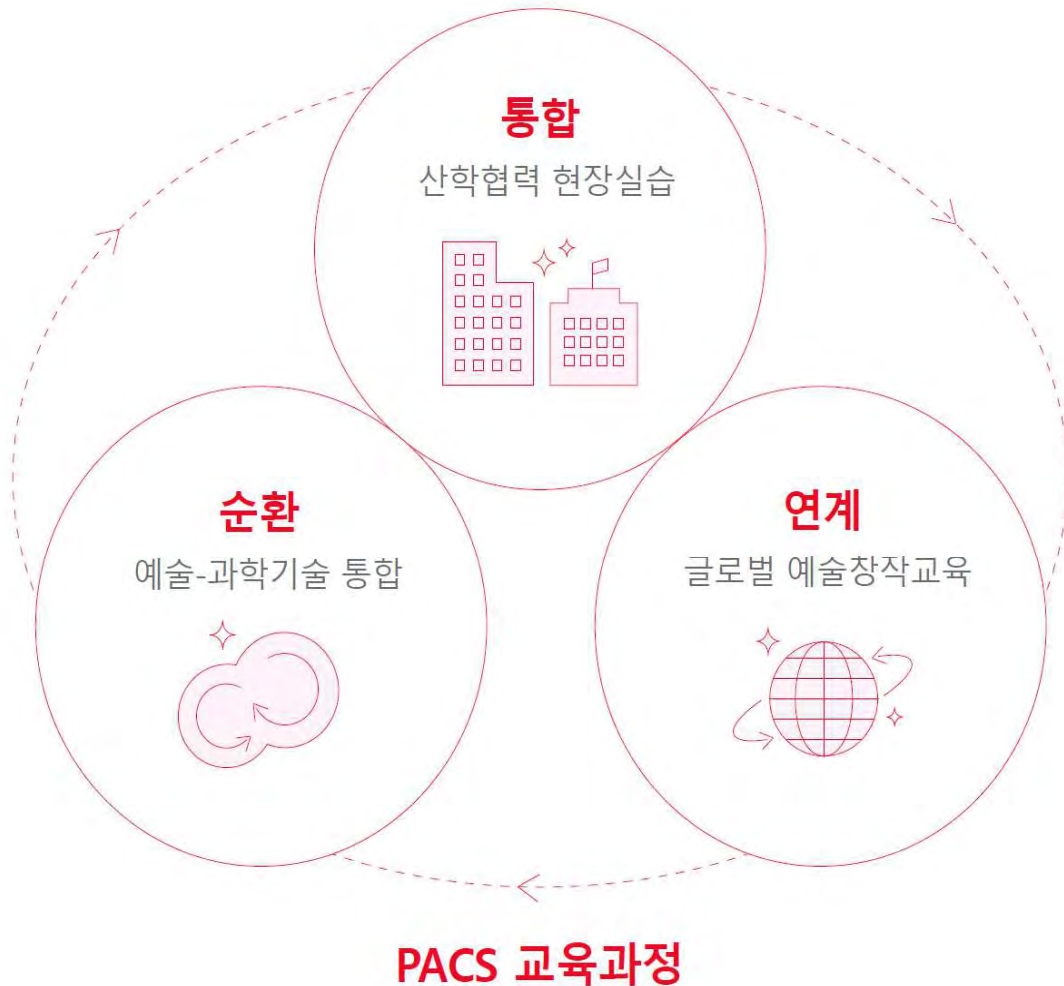 통합
산학협력 현장실습
순환
예술-과학기술 통합
연계
글로벌 예술창작교육
PACS 교육과정